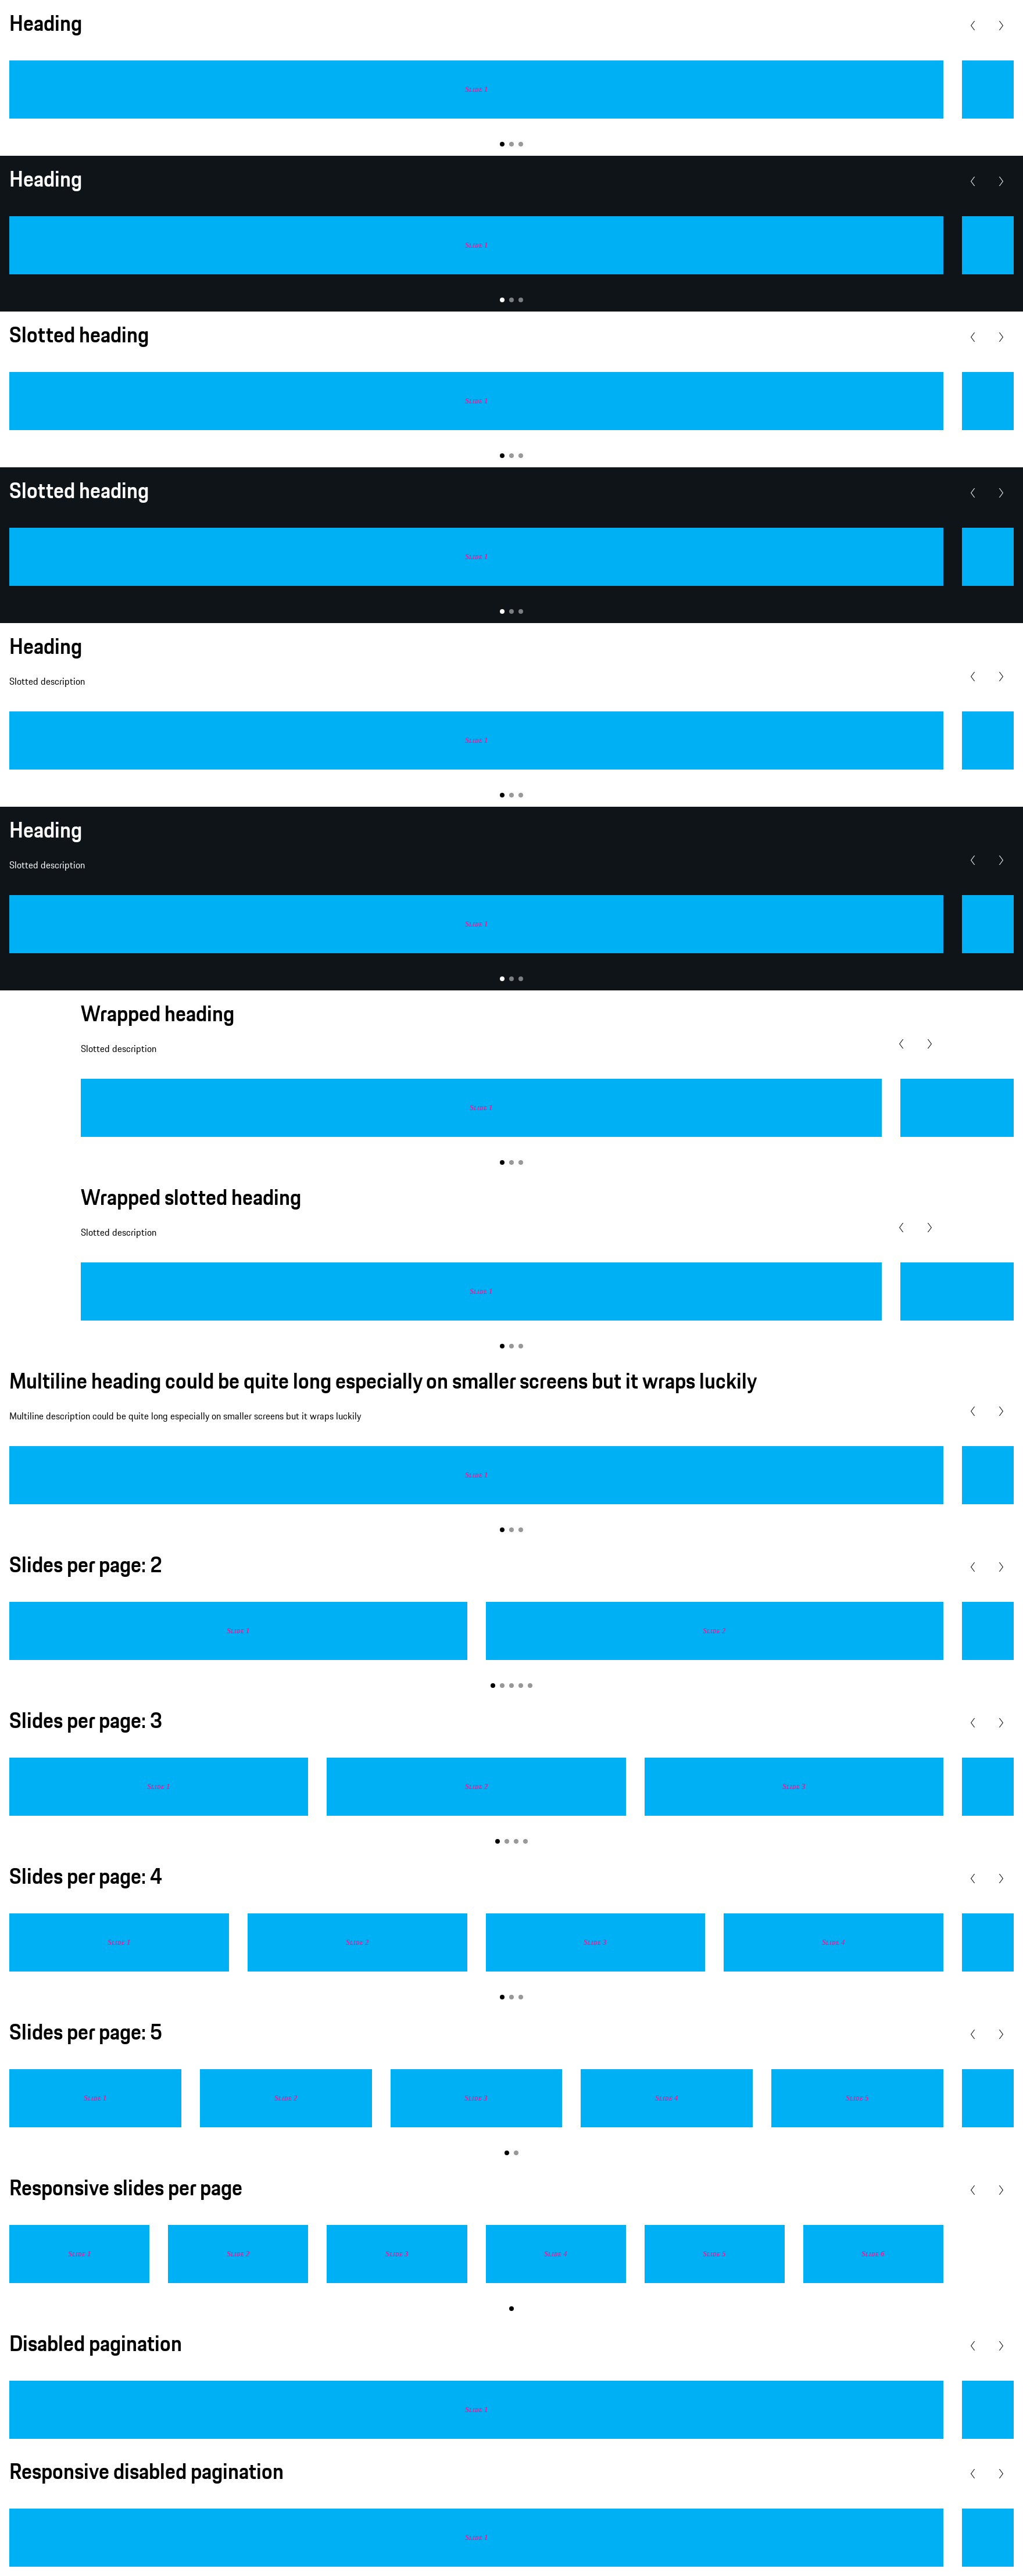 Heading
Slide 1
Heading
Slide 1
Slotted heading
Slide 1
Slotted heading
Slide 1
Heading
Slotted description
Slide 1
Heading
Slotted description
Slide 1
Wrapped heading
Slotted description
Slide 1
Wrapped slotted heading
Slotted description
Slide 1
Multiline heading could be quite long especially on smaller screens but it wraps luckily
Multiline description could be quite long especially on smaller screens but it wraps luckily
Slide 1
Slides per page: 2
Slide 1 Slide 2
Slides per page: 3
Slide 1 Slide 2 Slide 3
Slides per page: 4
Slide 1 Slide 2 Slide 3 Slide 4
Slides per page: 5
Slide 1 Slide 2 Slide 3 Slide 4 Slide 5
Responsive slides per page
Slide 1 Slide 2 Slide 3 Slide 4 Slide 5 Slide 6
Disabled pagination
Slide 1
Responsive disabled pagination
Slide 1